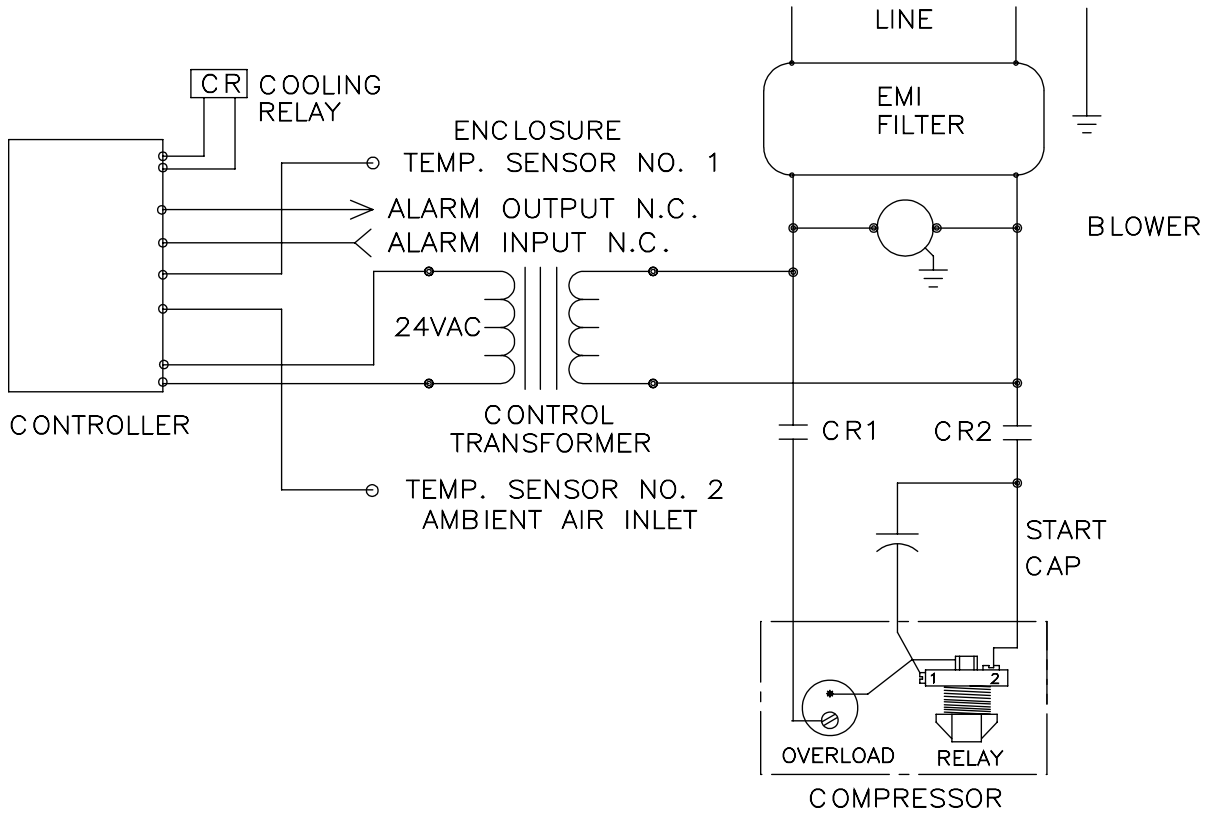 LINE
CR
COOLING
RELAY
EMI
FILTER
ENCLOSURE
TEMP. SENSOR NO. 1
ALARM OUTPUT N.C.
ALARM INPUT N.C.
BLOWER
24VAC
CONTROLLER
CONTROL
TRANSFORMER
CR1
CR2
TEMP. SENSOR NO. 2
AMBIENT AIR INLET
START
CAP
1
2
OVERLOAD
RELAY
COMPRESSOR